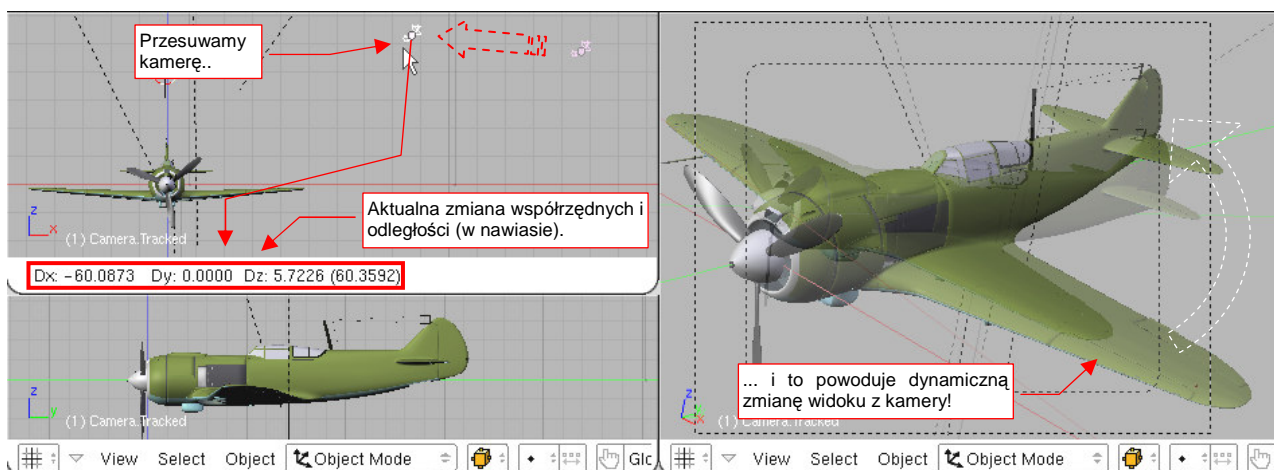 Przesuwamy
kamerę..
Aktualna zmiana współrzędnych i
odległości (w nawiasie).
z
x
(1) Camera.Tracked
Dx: −60.0873 Dy: 0.0000 Dz: 5.7226 (60.3592)
z
y
(1) Camera.Tracked
... i to powoduje dynamiczną
zmianę widoku z kamery!
z
x
(1) Camera.Tracked
View Select Object Object Mode Glo
View Select Object Object Mode